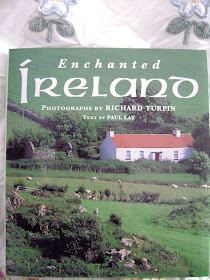 Enchanted
IRELAND
PHOTOGRAPHS BY RICHARD TURPIN
TEXT BY PAUL LAY